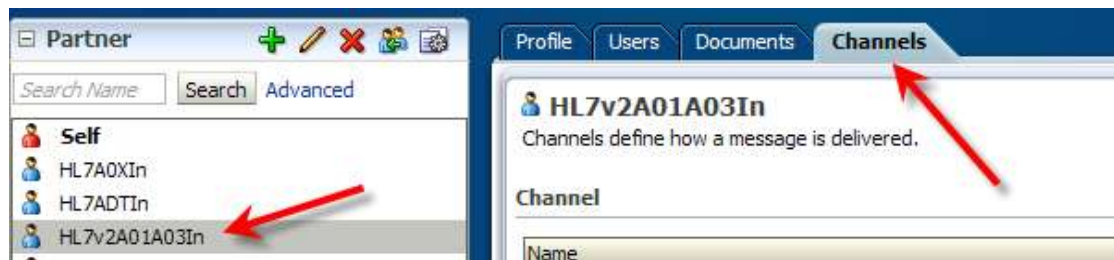 Partner
Search Name Search Advanced
Self
HL7A0XIn
HL7ADTIn
HL7v2A01A03In
Profile Users Documents Channels
HL7v2A01A03In
Channels define how a message is delivered.
Channel
Name